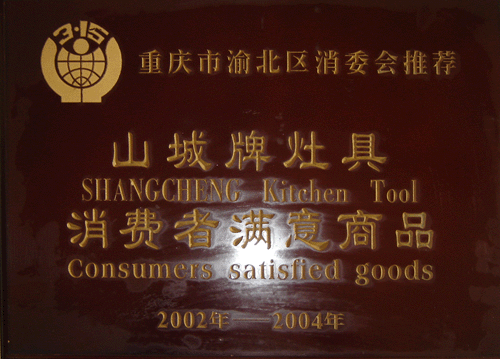 3·15
重庆市渝北区消委会推荐
山城牌灶具
SHANGCHENG Kitchen Tool
消费者满意商品
Consumers satisfied goods
2002年—2004年